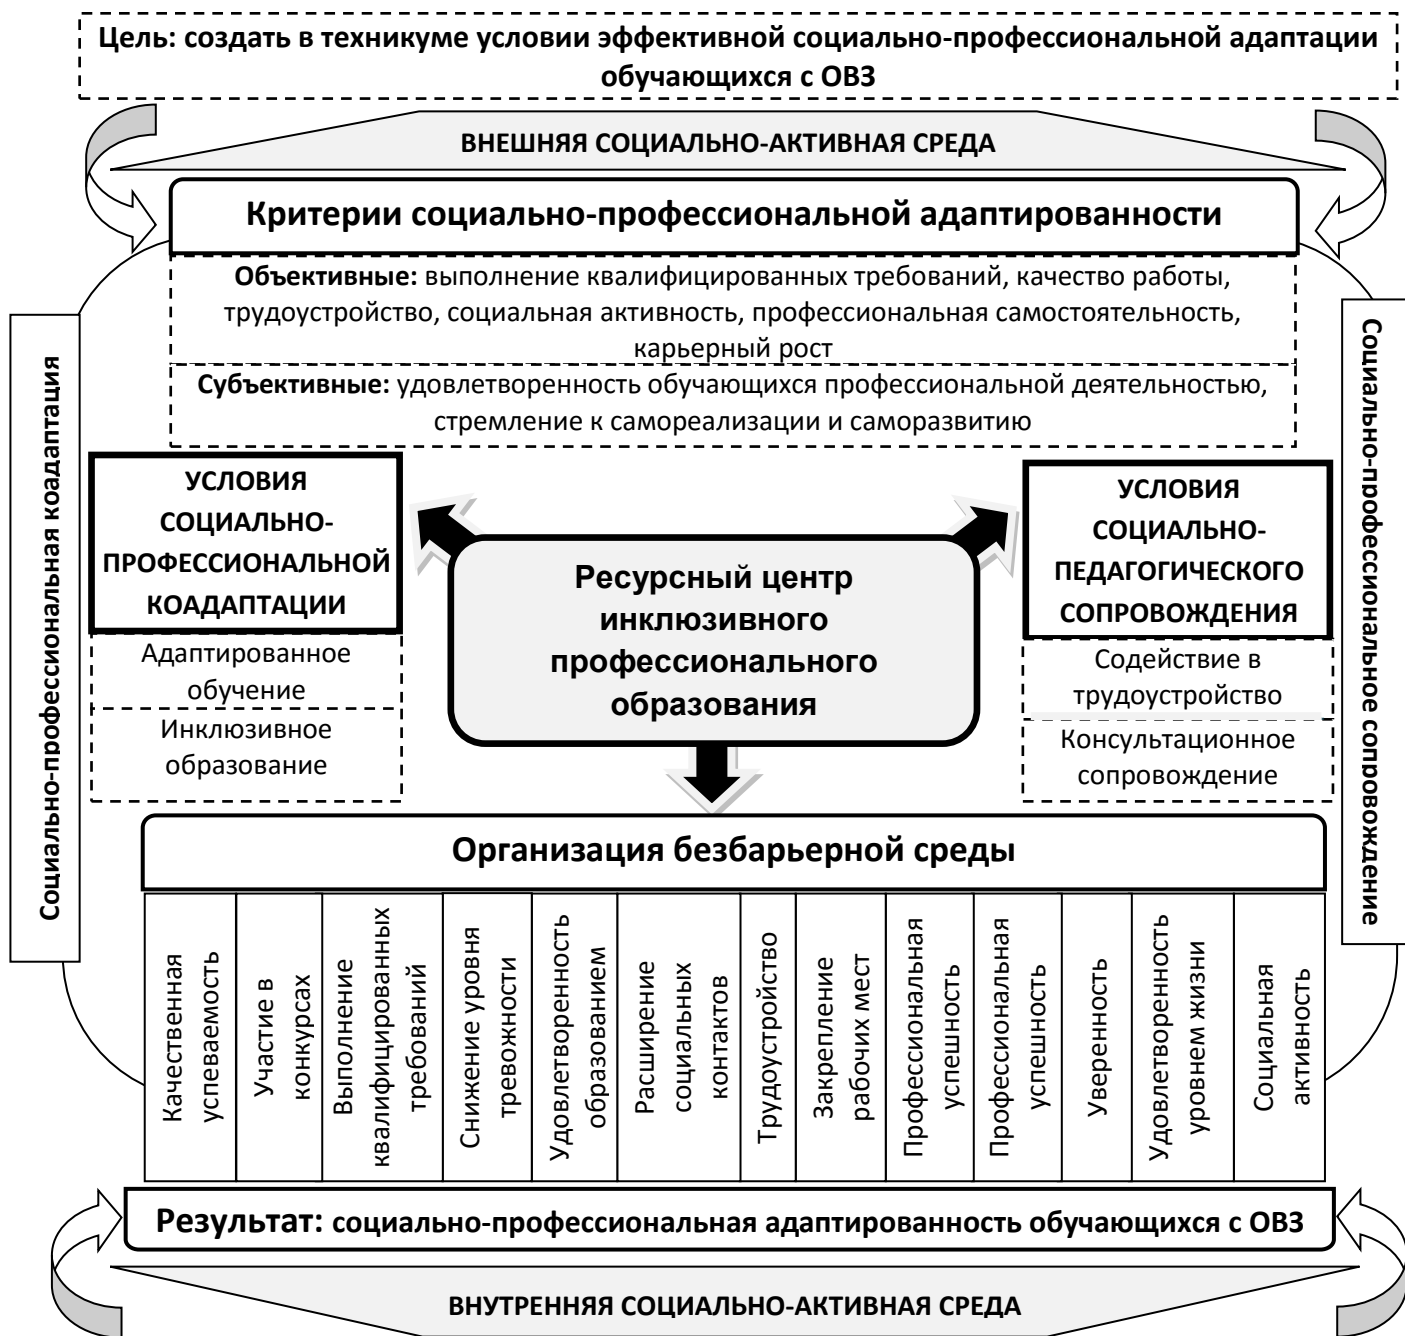 Цель: создать в техникуме условии эффективной социально-профессиональной адаптации
обучающихся с ОВЗ
ВНЕШНЯЯ СОЦИАЛЬНО-АКТИВНАЯ СРЕДА
Критерии социально-профессиональной адаптированности
Объективные: выполнение квалифицированных требований, качество работы,
трудоустройство, социальная активность, профессиональная самостоятельность,
карьерный рост
Субъективные: удовлетворенность обучающихся профессиональной деятельностью,
стремление к самореализации и саморазвитию
Социально-профессиональная коадаптация
УСЛОВИЯ
СОЦИАЛЬНО-
ПРОФЕССИОНАЛЬНОЙ
КОАДАПТАЦИИ
Адаптированное
обучение
Инклюзивное
образование
Ресурсный центр
инклюзивного
профессионального
образования
УСЛОВИЯ
СОЦИАЛЬНО-
ПЕДАГОГИЧЕСКОГО
СОПРОВОЖДЕНИЯ
Содействие в
трудоустройство
Консультационное
сопровождение
Социально-профессиональное сопровождение
Организация безбарьерной среды
Качественная
успеваемость
Участие в
конкурсах
Выполнение
квалифицированных
требований
Снижение уровня
тревожности
Удовлетворенность
образованием
Расширение
социальных
контактов
Трудоустройство
Закрепление
рабочих мест
Профессиональная
успешность
Профессиональная
успешность
Уверенность
Удовлетворенность
уровнем жизни
Социальная
активность
Результат: социально-профессиональная адаптированность обучающихся с ОВЗ
ВНУТРЕННЯЯ СОЦИАЛЬНО-АКТИВНАЯ СРЕДА